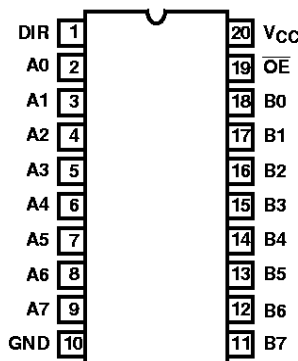 DIR 1 20 VCC
A0 2 19 OE
A1 3 18 B0
A2 4 17 B1
A3 5 16 B2
A4 6 15 B3
A5 7 14 B4
A6 8 13 B5
A7 9 12 B6
GND 10 11 B7